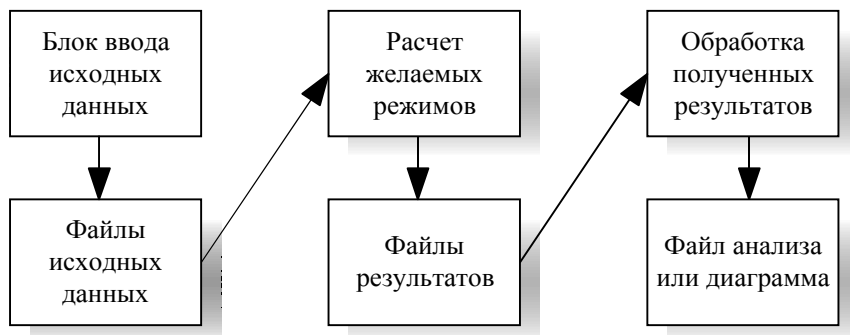 Блок ввода
исходных
данных
Файлы
исходных
данных
Расчет
желаемых
режимов
Файлы
результатов
Обработка
полученных
результатов
Файл анализа
или диаграмма